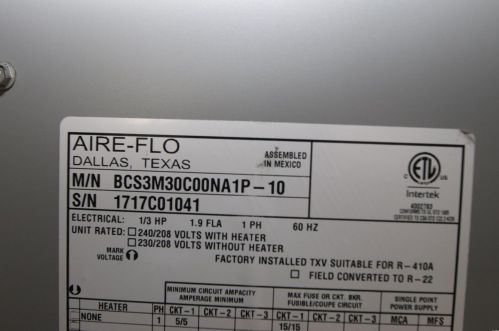 AIRE-FLO
DALLAS, TEXAS
ASSEMBLED
IN MEXICO
M/N BCS3M30C00NA1P-10
S/N 1717C01041
ETL
Intertek
4002763
ELECTRICAL: 1/3 HP 1.9 FLA 1 PH 60 HZ
UNIT RATED: 240/208 VOLTS WITH HEATER
230/208 VOLTS WITHOUT HEATER
MARK
VOLTAGE
FACTORY INSTALLED TXV SUITABLE FOR R-410A
FIELD CONVERTED TO R-22
MINIMUM CIRCUIT AMPACITY
AMPERAGE MINIMUM
MAX FUSE OR CKT. BKR.
FUSIBLE/COUPE CIRCUIT
SINGLE POINT
POWER SUPPLY
HEATER PH CKT-1 CKT-2 CKT-3 CKT-1 CKT-2 CKT-3 MCA MFS
NONE 1 5/5 15/15